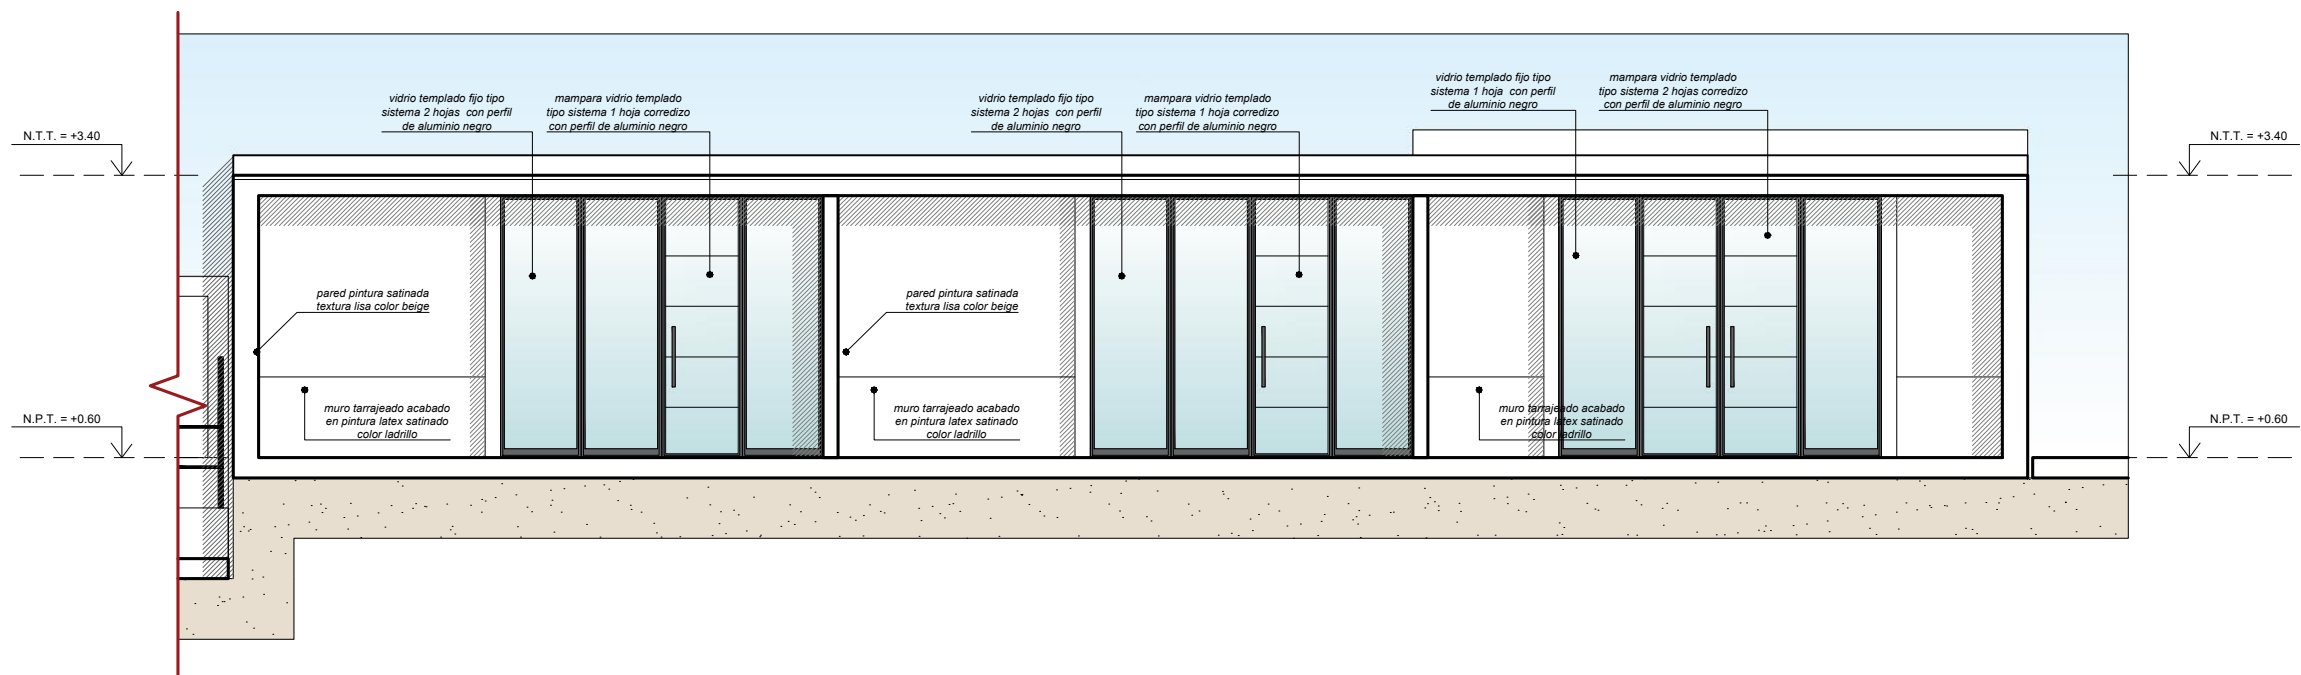 vidrio templado fijo tipo
sistema 2 hojas con perfil
de aluminio negro
mampara vidrio templado
tipo sistema 1 hoja corredizo
con perfil de aluminio negro
vidrio templado fijo tipo
sistema 2 hojas con perfil
de aluminio negro
mampara vidrio templado
tipo sistema 1 hoja corredizo
con perfil de aluminio negro
vidrio templado fijo tipo
sistema 1 hoja con perfil
de aluminio negro
mampara vidrio templado
tipo sistema 2 hojas corredizo
con perfil de aluminio negro
N.T.T. = +3.40
N.T.T. = +3.40
pared pintura satinada
textura lisa color beige
pared pintura satinada
textura lisa color beige
N.P.T. = +0.60
muro tarrajeado acabado
en pintura latex satinado
color ladrillo
muro tarrajeado acabado
en pintura latex satinado
color ladrillo
muro tarrajeado acabado
en pintura latex satinado
color ladrillo
N.P.T. = +0.60